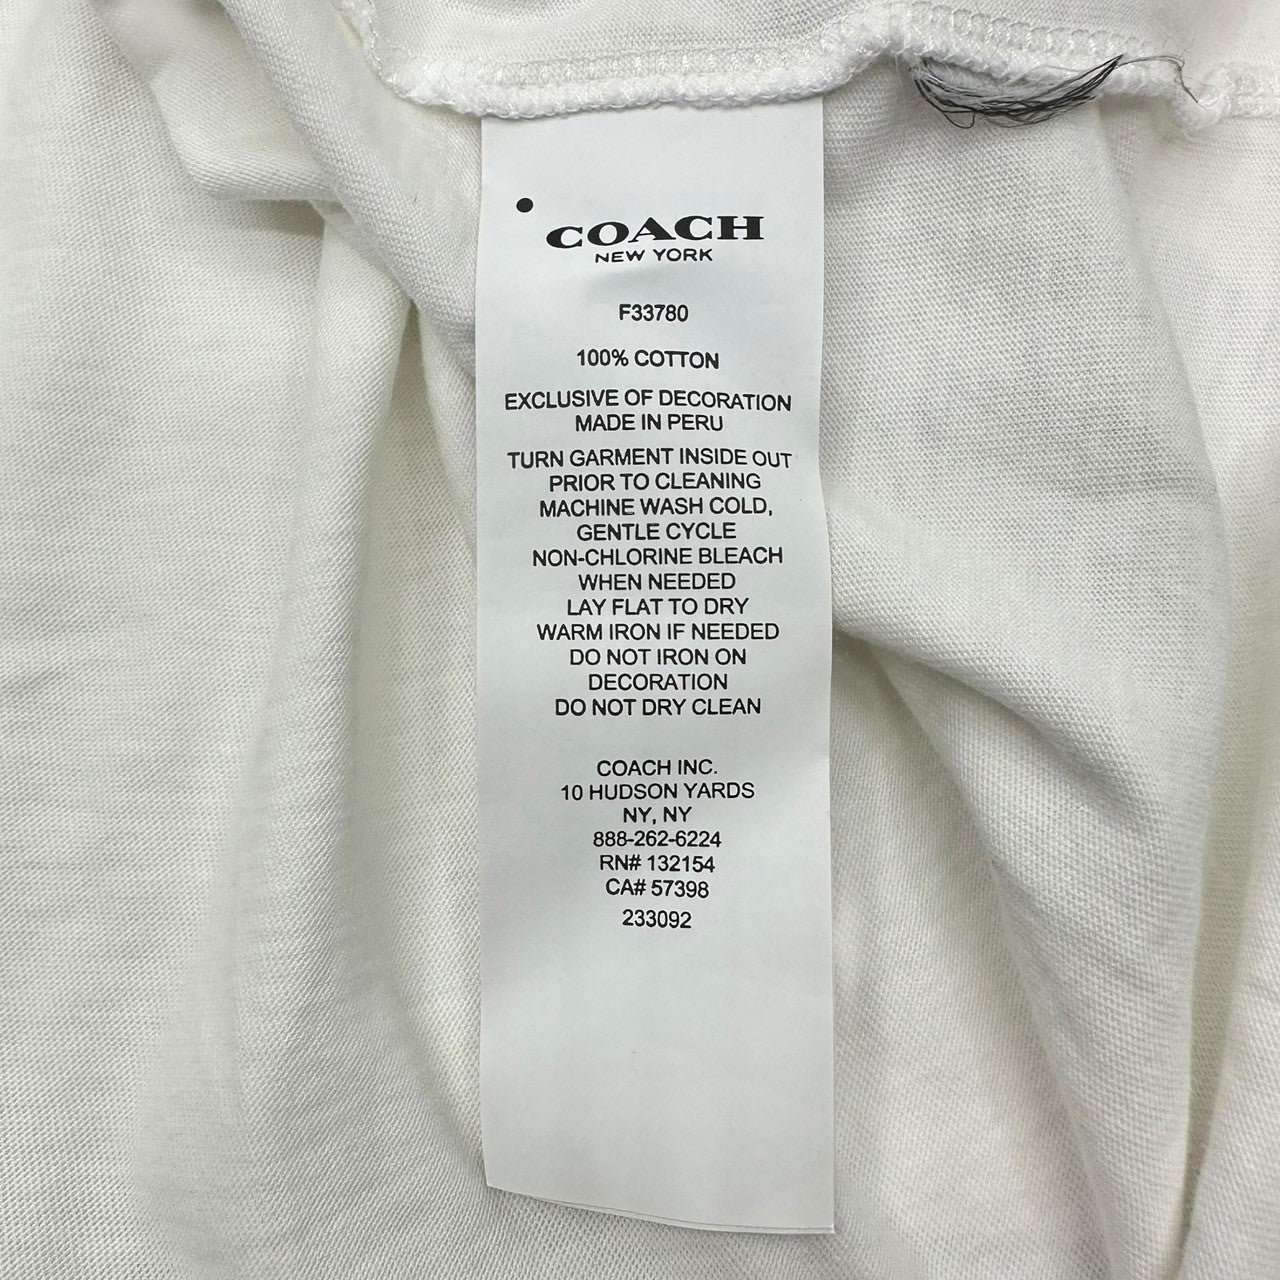 COACH
NEW YORK
F33780
100% COTTON
EXCLUSIVE OF DECORATION
MADE IN PERU
TURN GARMENT INSIDE OUT
PRIOR TO CLEANING
MACHINE WASH COLD,
GENTLE CYCLE
NON-CHLORINE BLEACH
WHEN NEEDED
LAY FLAT TO DRY
WARM IRON IF NEEDED
DO NOT IRON ON
DECORATION
DO NOT DRY CLEAN
COACH INC.
10 HUDSON YARDS
NY, NY
888-262-6224
RN# 132154
CA# 57398
233092